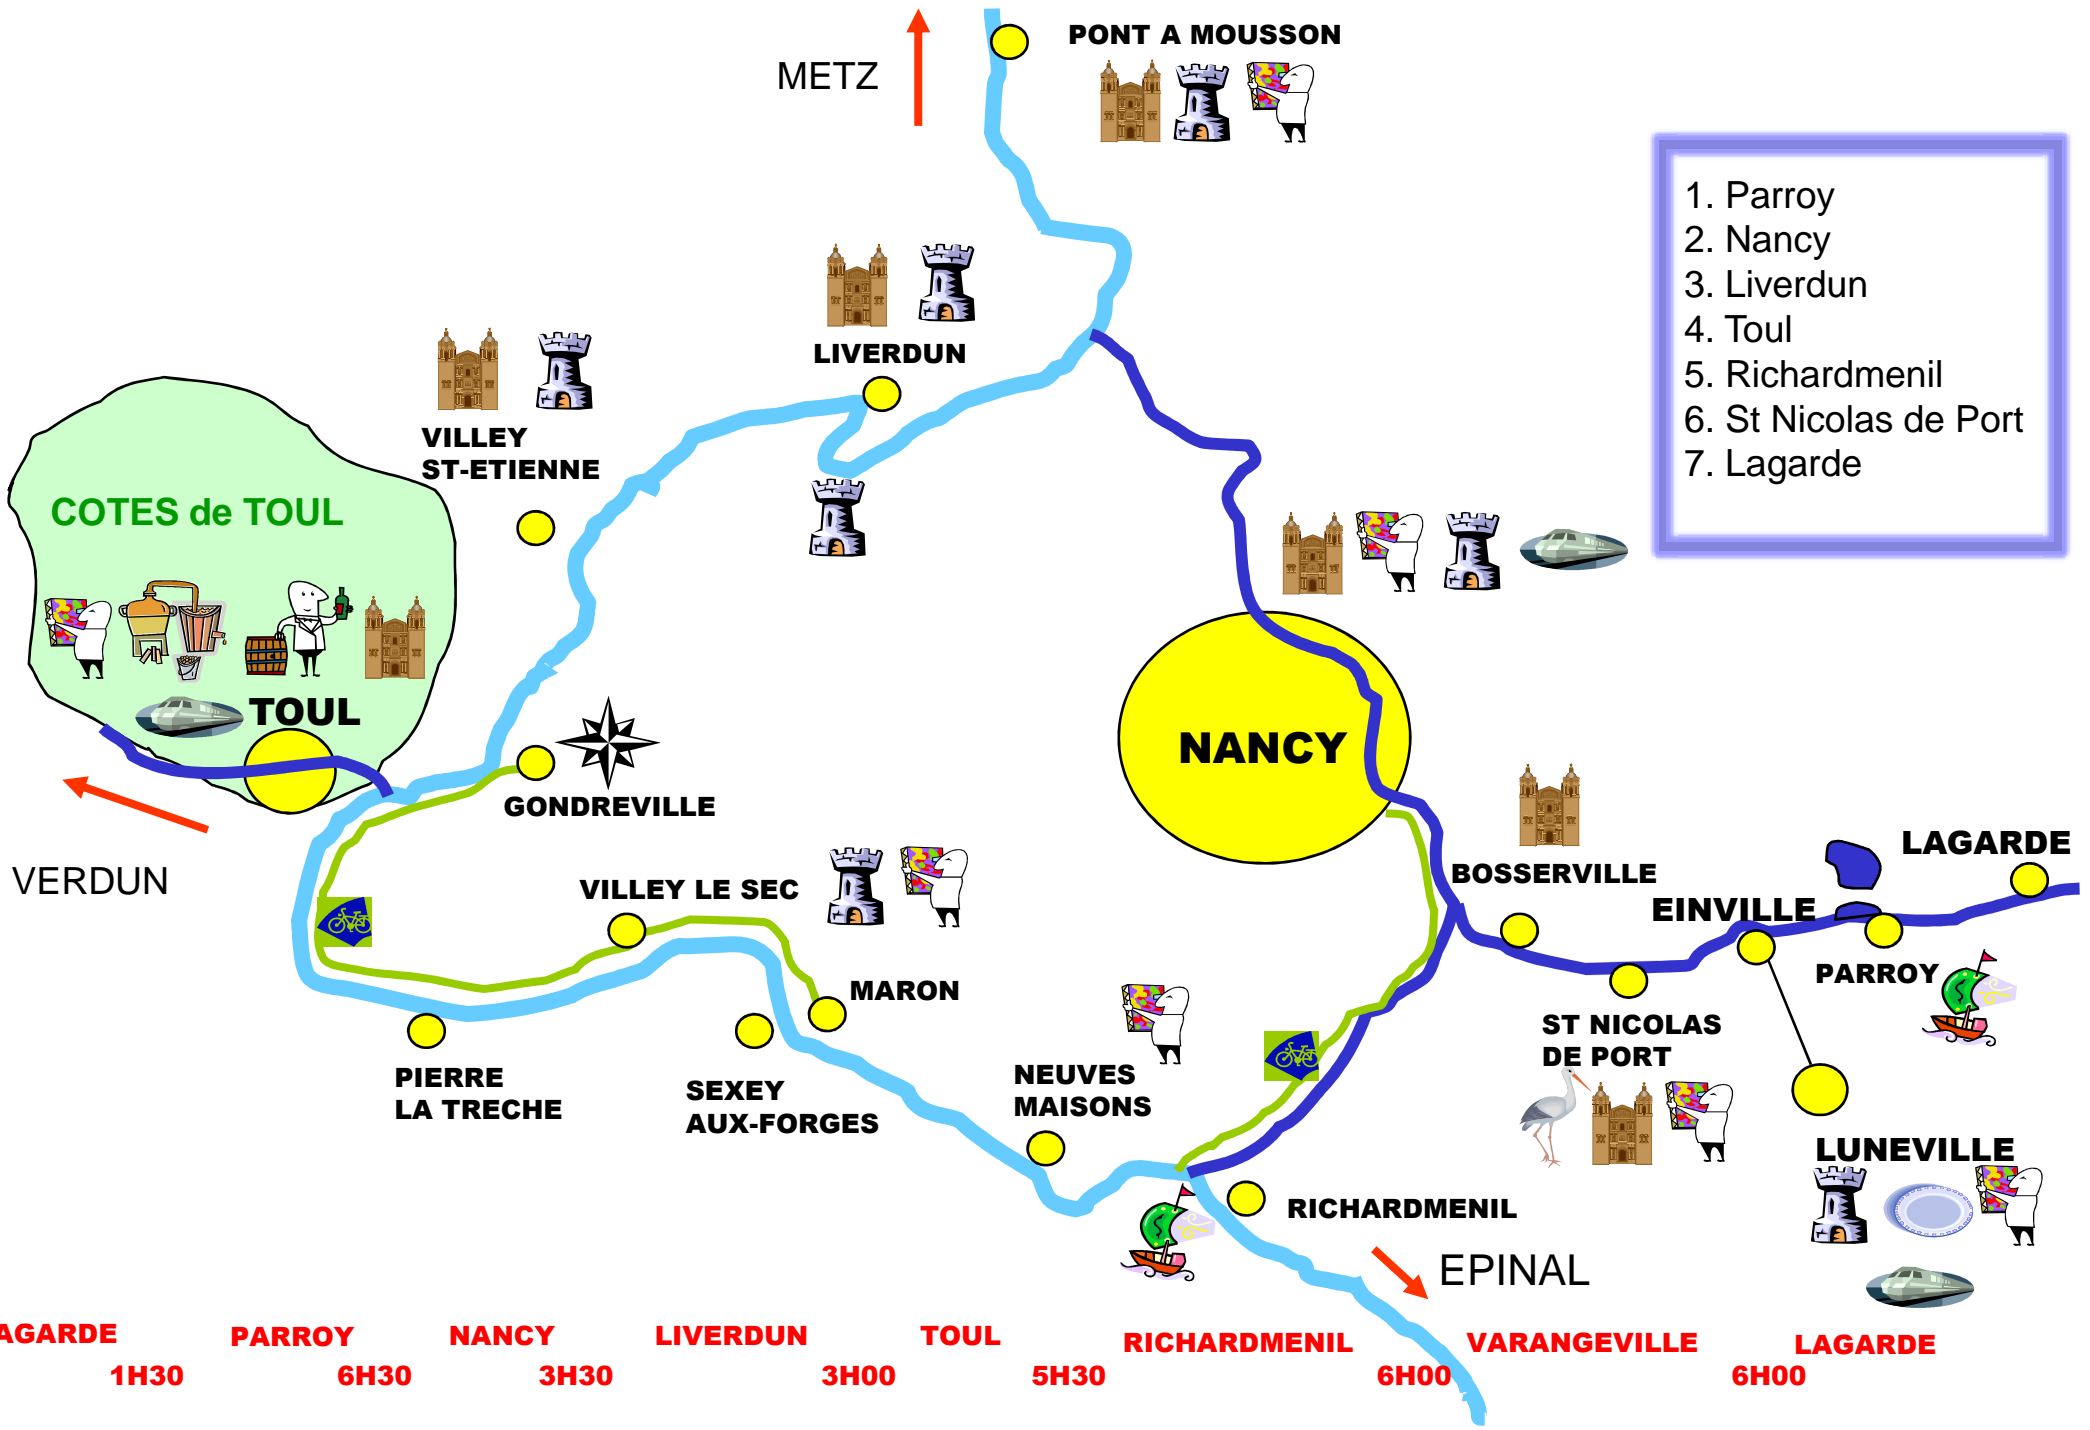 PONT A MOUSSON
METZ
1. Parroy
2. Nancy
3. Liverdun
4. Toul
5. Richardmenil
6. St Nicolas de Port
7. Lagarde
LIVERDUN
VILLEY
ST-ETIENNE
COTES de TOUL
TOUL
NANCY
GONDREVILLE
VERDUN
VILLEY LE SEC
BOSSERVILLE
LAGARDE
EINVILLE
PARROY
MARON
ST NICOLAS
DE PORT
PIERRE
LA TRECHE
SEXEY
AUX-FORGES
NEUVES
MAISONS
LUNEVILLE
RICHARDMENIL
EPINAL
AGARDE PARROY NANCY LIVERDUN TOUL RICHARDMENIL VARANGEVILLE LAGARDE
1H30 6H30 3H30 3H00 5H30 6H00 6H00